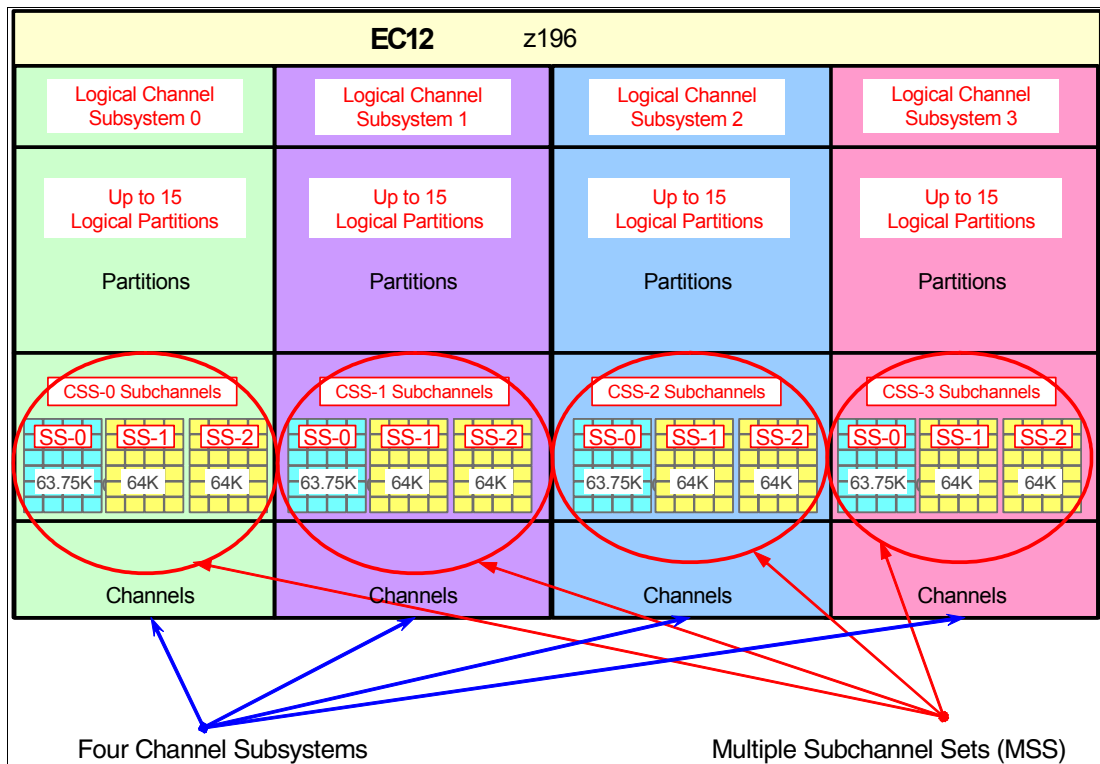 EC12 z196
Logical Channel
Subsystem 0
Logical Channel
Subsystem 1
Logical Channel
Subsystem 2
Logical Channel
Subsystem 3
Up to 15
Logical Partitions
Up to 15
Logical Partitions
Up to 15
Logical Partitions
Up to 15
Logical Partitions
Partitions
Partitions
Partitions
Partitions
CSS-0 Subchannels
SS-0 SS-1 SS-2
63.75K 64K 64K
CSS-1 Subchannels
SS-0 SS-1 SS-2
63.75K 64K 64K
CSS-2 Subchannels
SS-0 SS-1 SS-2
63.75K 64K 64K
CSS-3 Subchannels
SS-0 SS-1 SS-2
63.75K 64K 64K
Channels
Channels
Channels
Channels
Four Channel Subsystems
Multiple Subchannel Sets (MSS)